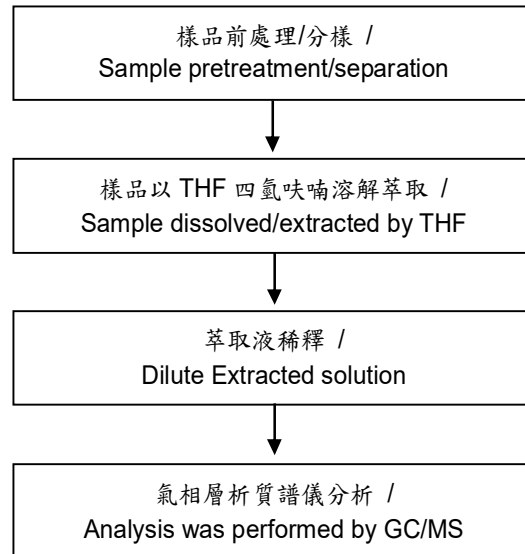 樣品前處理/分樣 /
Sample pretreatment/separation
樣品以 THF 四氫呋喃溶解萃取 /
Sample dissolved/extracted by THF
萃取液稀釋 /
Dilute Extracted solution
氣相層析質譜儀分析 /
Analysis was performed by GC/MS